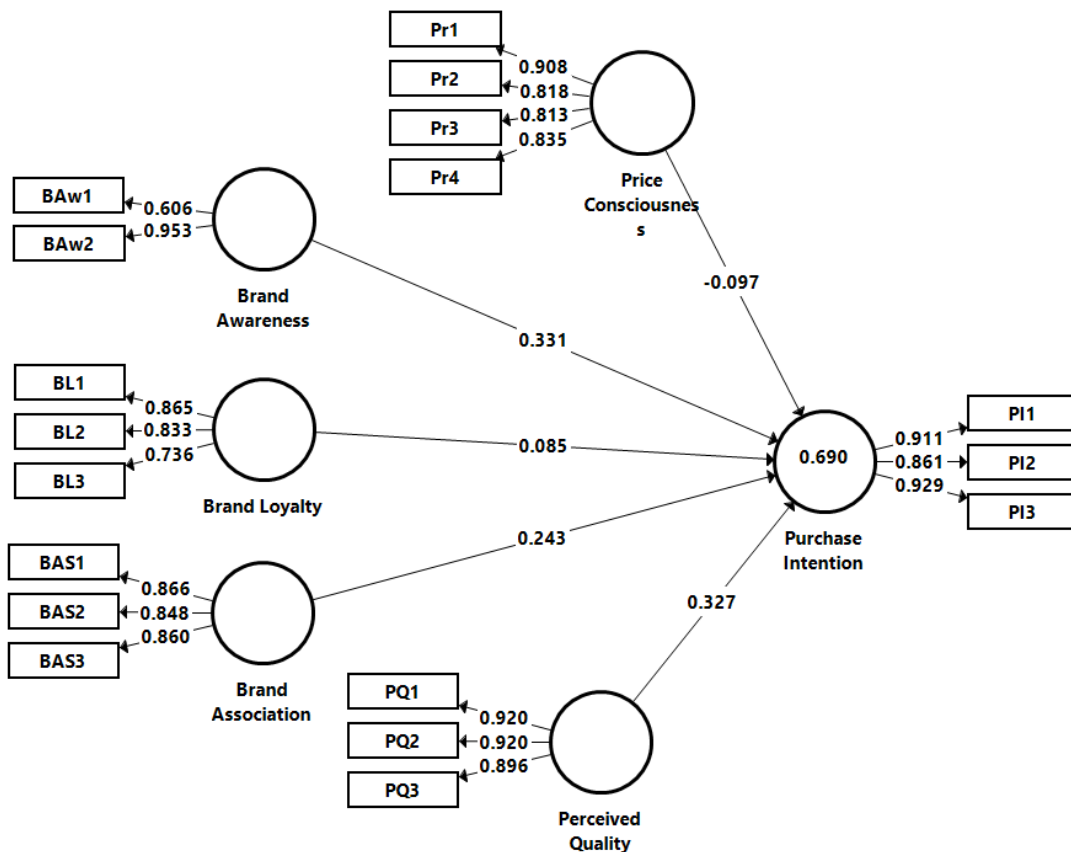 Pr1
0.908
Pr2
0.818
Pr3
0.813
Pr4
0.835
Price
Consciousnes
s
-0.097
BAw1
0.606
BAw2
0.953
Brand
Awareness
0.331
BL1
0.865
BL2
0.833
BL3
0.736
Brand Loyalty
0.085
BAS1
0.866
BAS2
0.848
BAS3
0.860
Brand
Association
0.243
PQ1
0.920
PQ2
0.920
PQ3
0.896
Perceived
Quality
0.327
0.690
Purchase
Intention
0.911
PI1
0.861
PI2
0.929
PI3